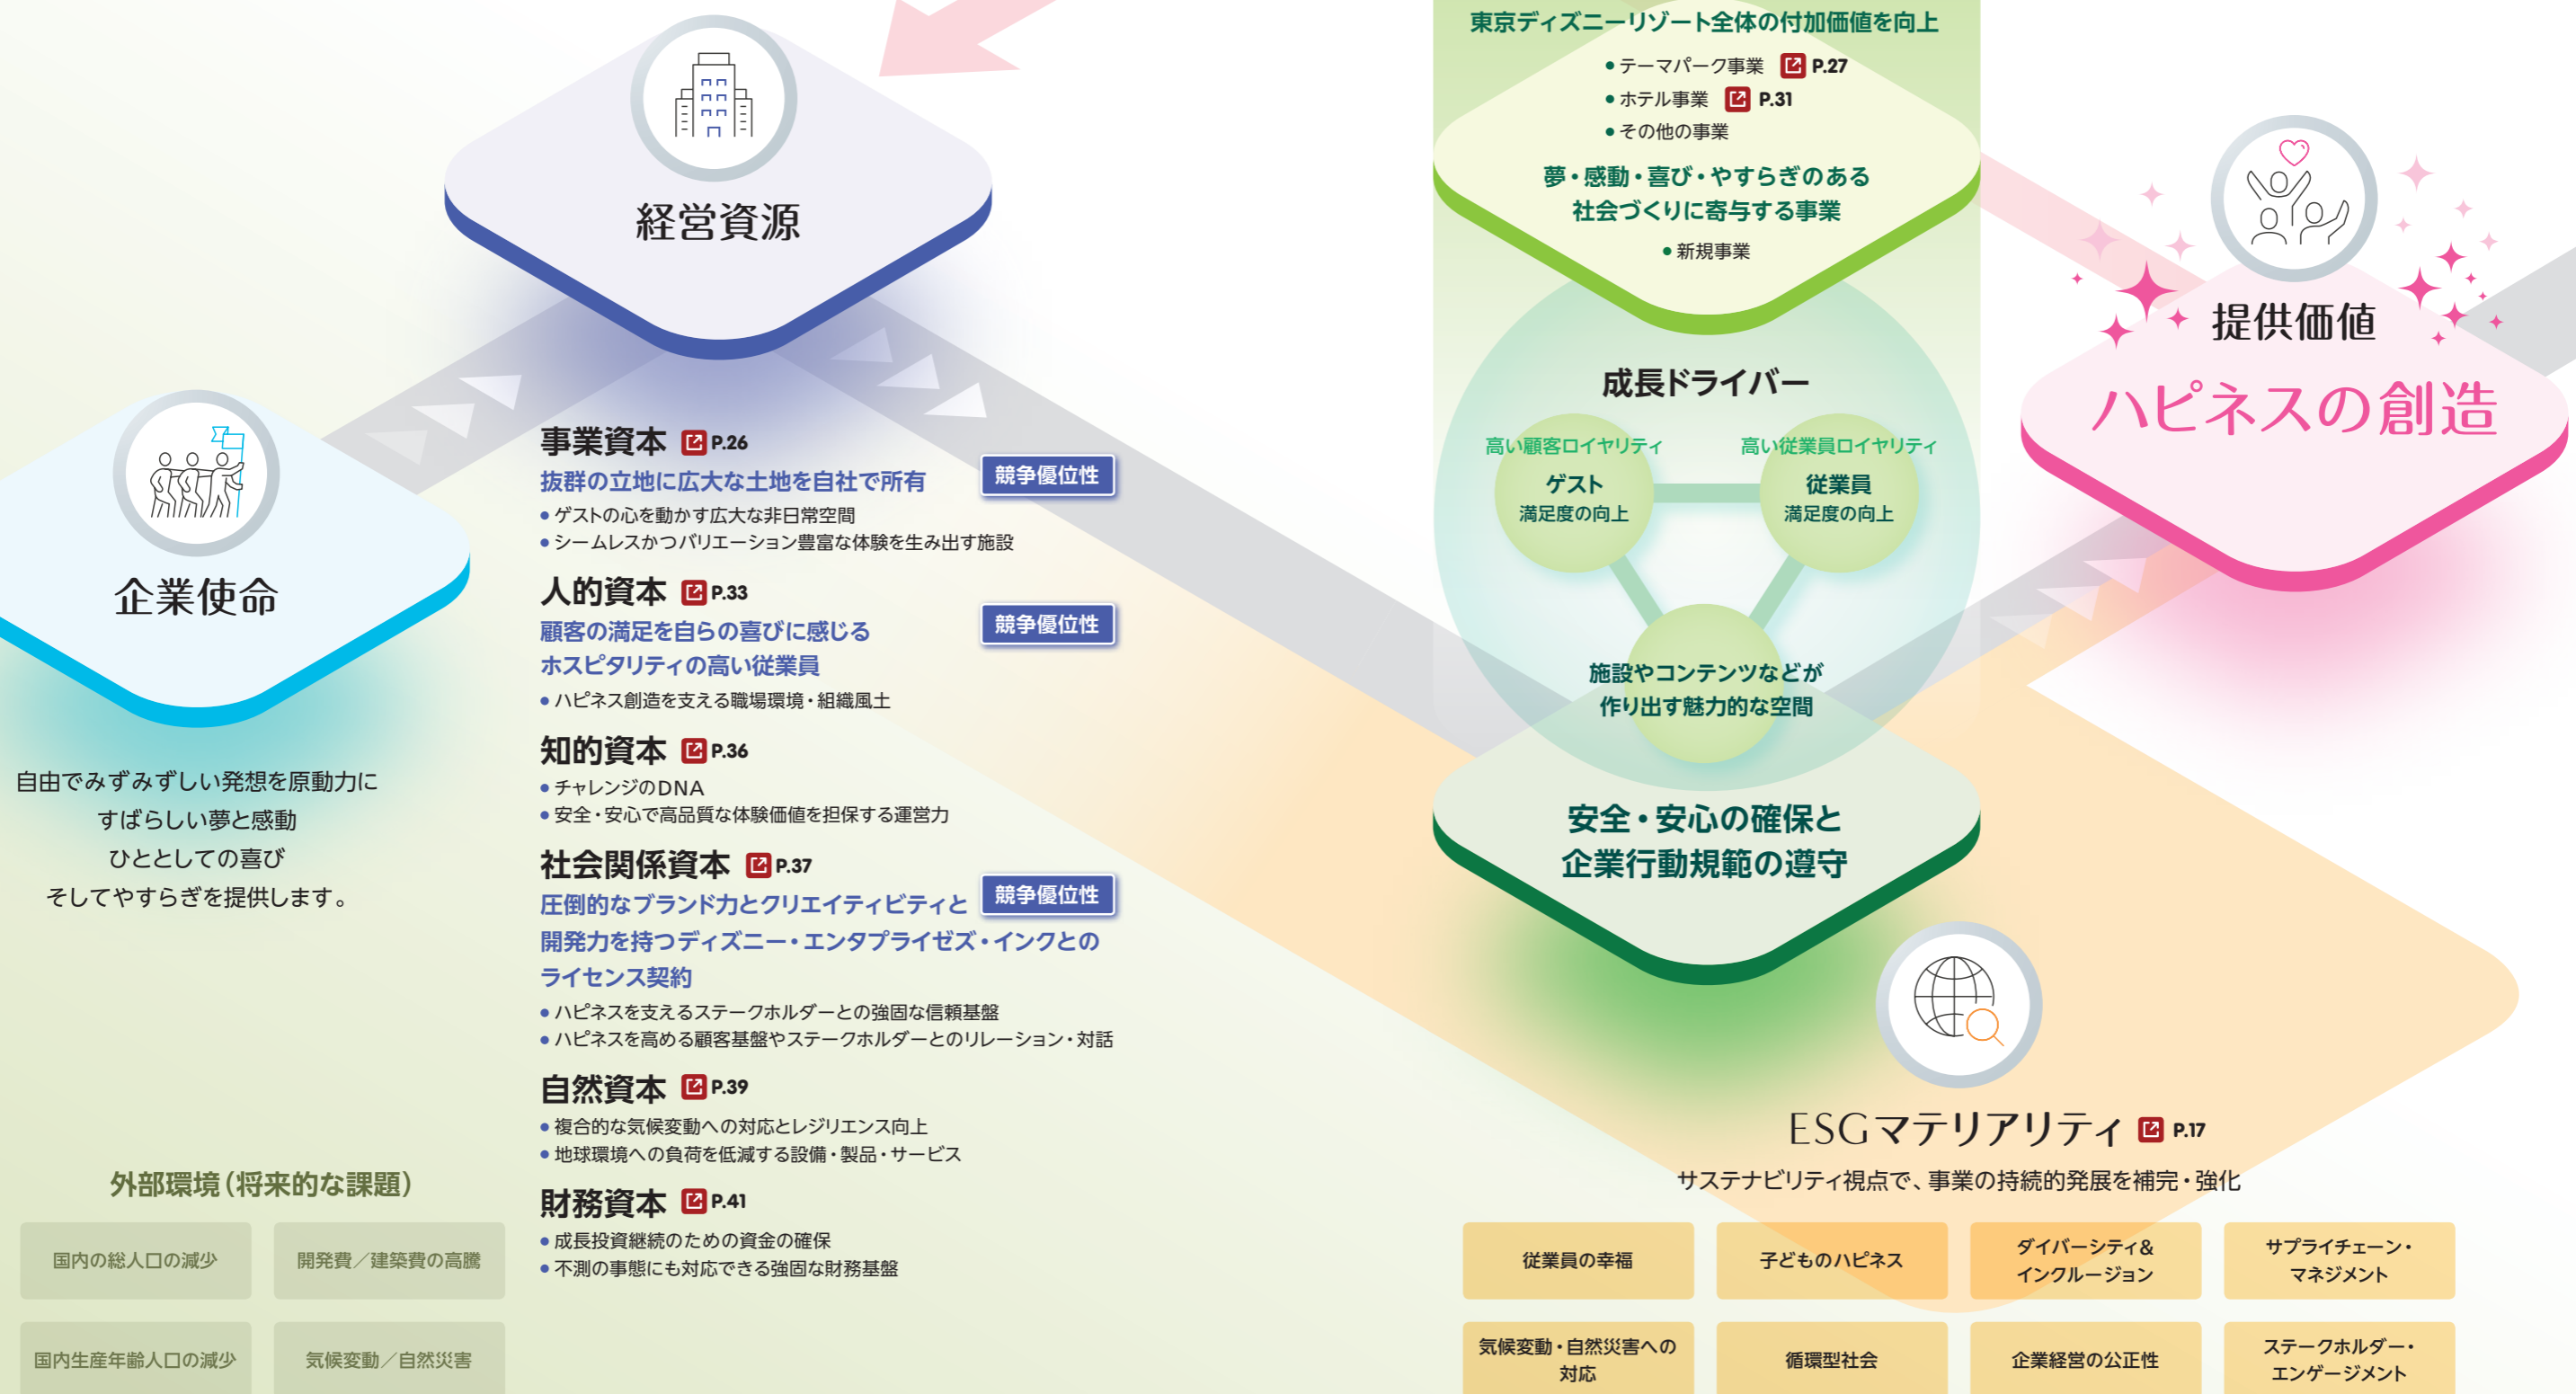 経営資源
企業使命
自由でみずみずしい発想を原動力に
すばらしい夢と感動
ひととしての喜び
そしてやすらぎを提供します。
外部環境（将来的な課題）
国内の総人口の減少
開発費／建築費の高騰
国内生産年齢人口の減少
気候変動／自然災害
事業資本 P.26
抜群の立地に広大な土地を自社で所有
競争優位性
• ゲストの心を動かす広大な非日常空間
• シームレスかつバリエーション豊富な体験を生み出す施設
人的資本 P.33
顧客の満足を自らの喜びに感じる
ホスピタリティの高い従業員
競争優位性
• ハピネス創造を支える職場環境・組織風土
知的資本 P.36
• チャレンジのDNA
• 安全・安心で高品質な体験価値を担保する運営力
社会関係資本 P.37
圧倒的なブランド力とクリエイティビティと
競争優位性
開発力を持つディズニー・エンタプライゼズ・インクとの
ライセンス契約
• ハピネスを支えるステークホルダーとの強固な信頼基盤
• ハピネスを高める顧客基盤やステークホルダーとのリレーション・対話
自然資本 P.39
• 複合的な気候変動への対応とレジリエンス向上
• 地球環境への負荷を低減する設備・製品・サービス
財務資本 P.41
• 成長投資継続のための資金の確保
• 不測の事態にも対応できる強固な財務基盤
東京ディズニーリゾート全体の付加価値を向上
• テーマパーク事業 P.27
• ホテル事業 P.31
• その他の事業
夢・感動・喜び・やすらぎのある
社会づくりに寄与する事業
• 新規事業
成長ドライバー
高い顧客ロイヤリティ
ゲスト
満足度の向上
高い従業員ロイヤリティ
従業員
満足度の向上
施設やコンテンツなどが
作り出す魅力的な空間
安全・安心の確保と
企業行動規範の遵守
提供価値
ハピネスの創造
ESGマテリアリティ P.17
サステナビリティ視点で、事業の持続的発展を補完・強化
従業員の幸福
子どものハピネス
ダイバーシティ&
インクルージョン
サプライチェーン・
マネジメント
気候変動・自然災害への
対応
循環型社会
企業経営の公正性
ステークホルダー・
エンゲージメント